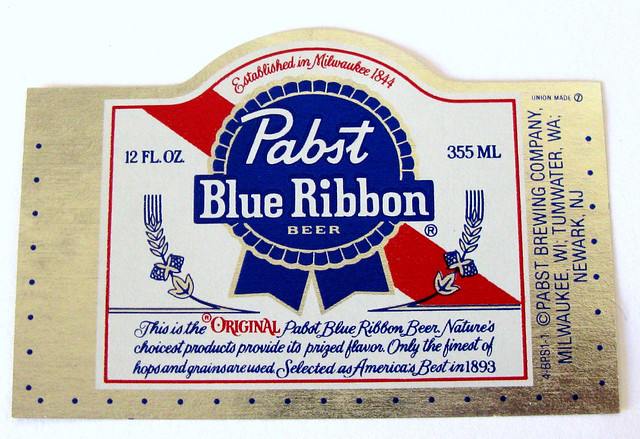 Established in Milwaukee 1844
UNION MADE 7
12 FL. OZ.
Pabst
355 ML
Blue Ribbon ®
BEER
This is the ® ORIGINAL Pabst Blue Ribbon Beer. Nature's
choicest products provide its prized flavor. Only the finest of
hops and grains are used. Selected as America's Best in 1893
©PABST BREWING COMPANY,
MILWAUKEE, WI; TUMWATER, WA;
NEWARK, NJ